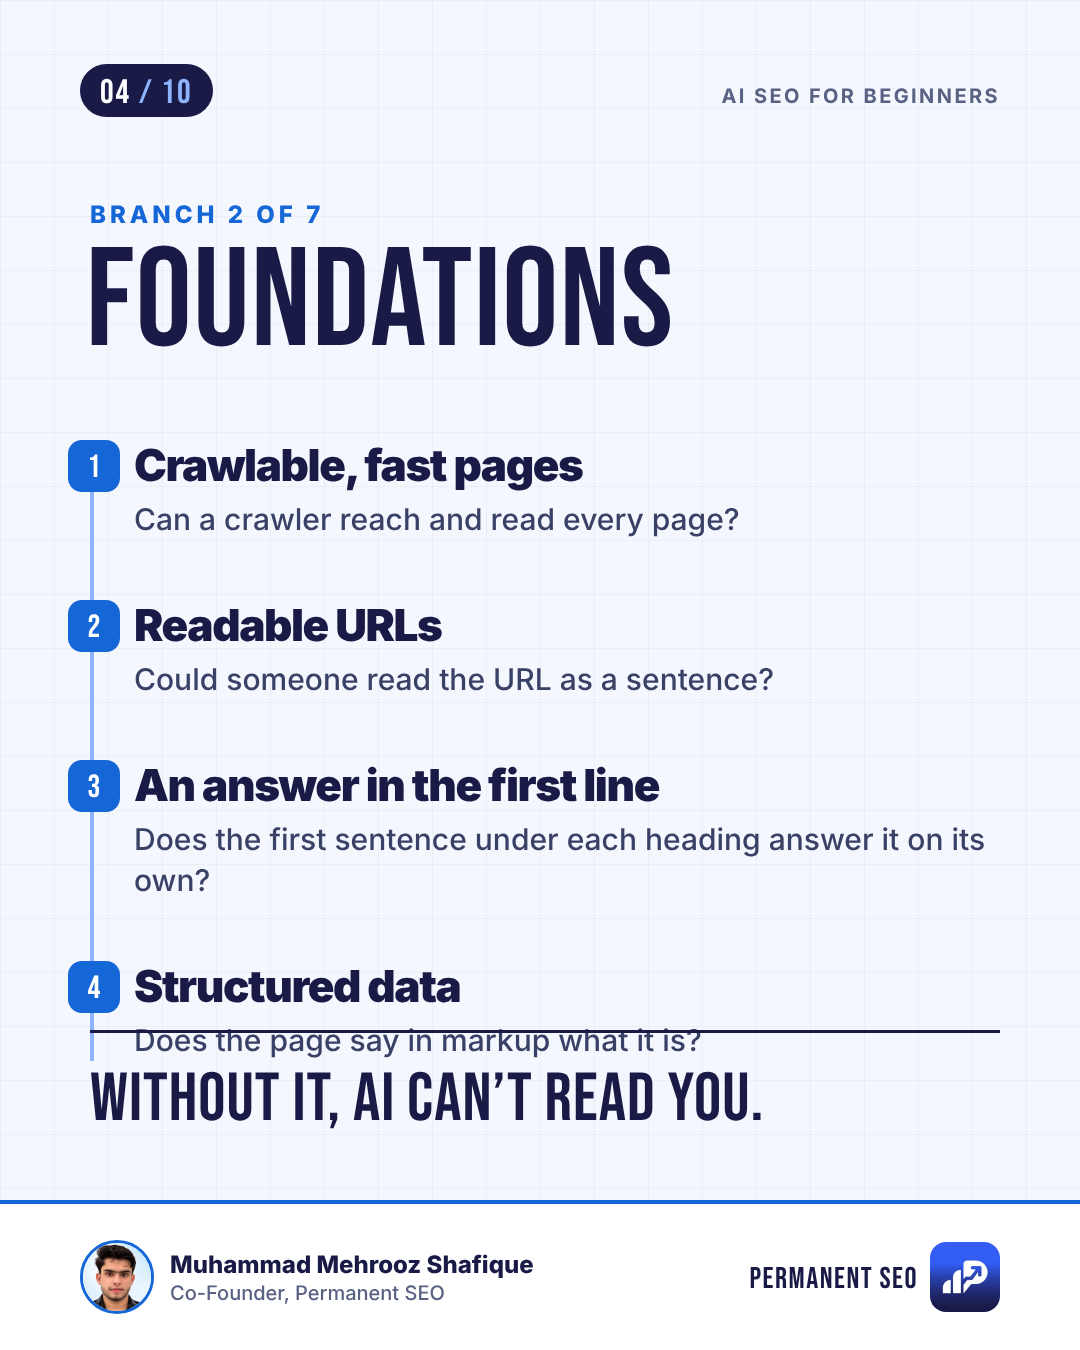 04 / 10
AI SEO FOR BEGINNERS
BRANCH 2 OF 7
FOUNDATIONS
1
Crawlable, fast pages
Can a crawler reach and read every page?
2
Readable URLs
Could someone read the URL as a sentence?
3
An answer in the first line
Does the first sentence under each heading answer it on its
own?
4
Structured data
Does the page say in markup what it is?
WITHOUT IT, AI CAN’T READ YOU.
Muhammad Mehrooz Shafique
Co-Founder, Permanent SEO
PERMANENT SEO